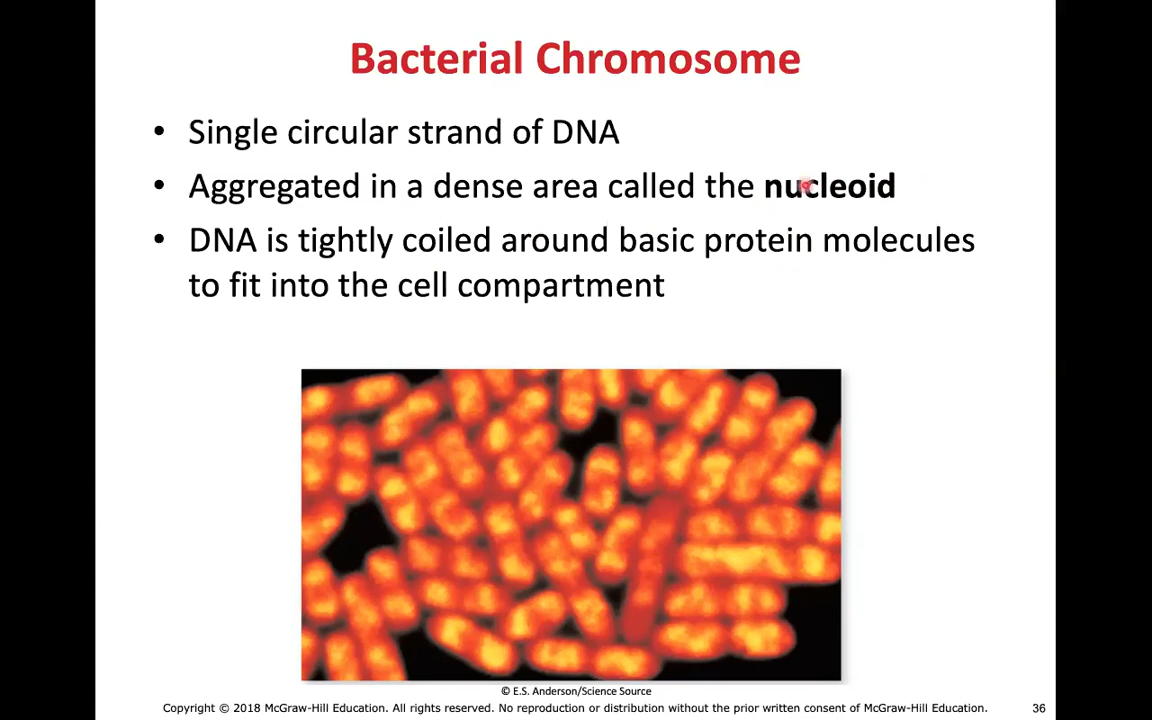 Bacterial Chromosome
• Single circular strand of DNA
• Aggregated in a dense area called the nucleoid
• DNA is tightly coiled around basic protein molecules
to fit into the cell compartment
© E.S. Anderson/Science Source
Copyright © 2018 McGraw-Hill Education. All rights reserved. No reproduction or distribution without the prior written consent of McGraw-Hill Education.
36